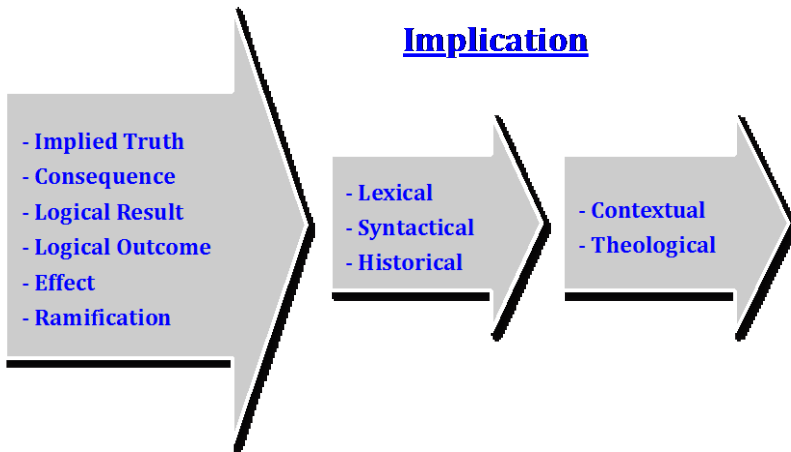 Implication
- Implied Truth
- Consequence
- Logical Result
- Logical Outcome
- Effect
- Ramification
- Lexical
- Syntactical
- Historical
- Contextual
- Theological